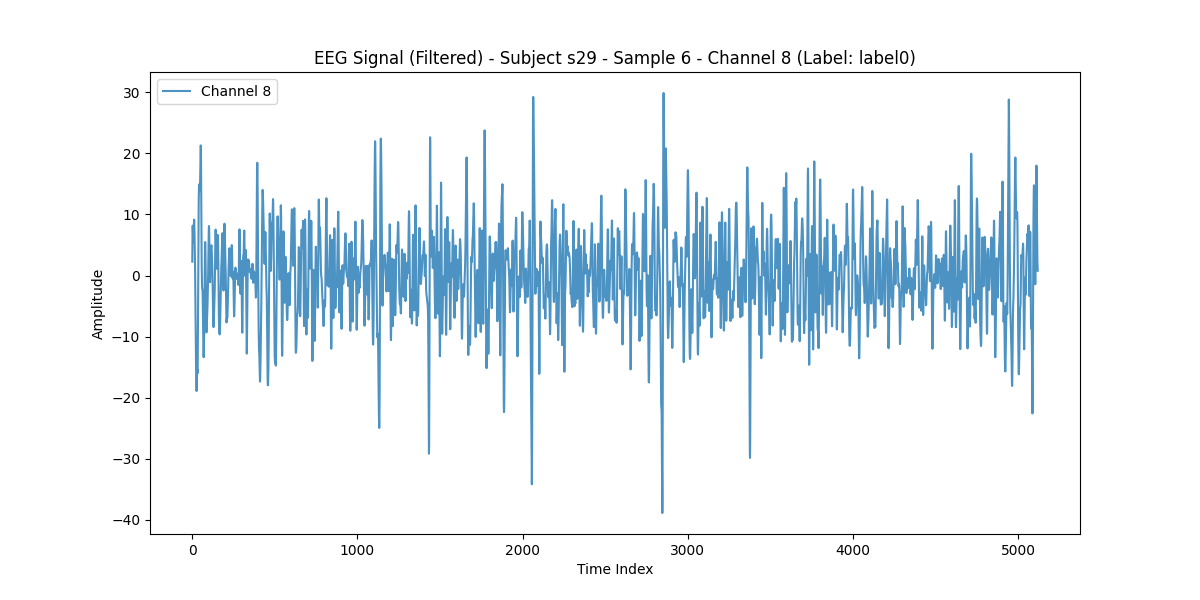 EEG Signal (Filtered) - Subject s29 - Sample 6 - Channel 8 (Label: label0)
Channel 8
30
20
10
0
−10
−20
−30
−40
Amplitude
0 1000 2000 3000 4000 5000
Time Index